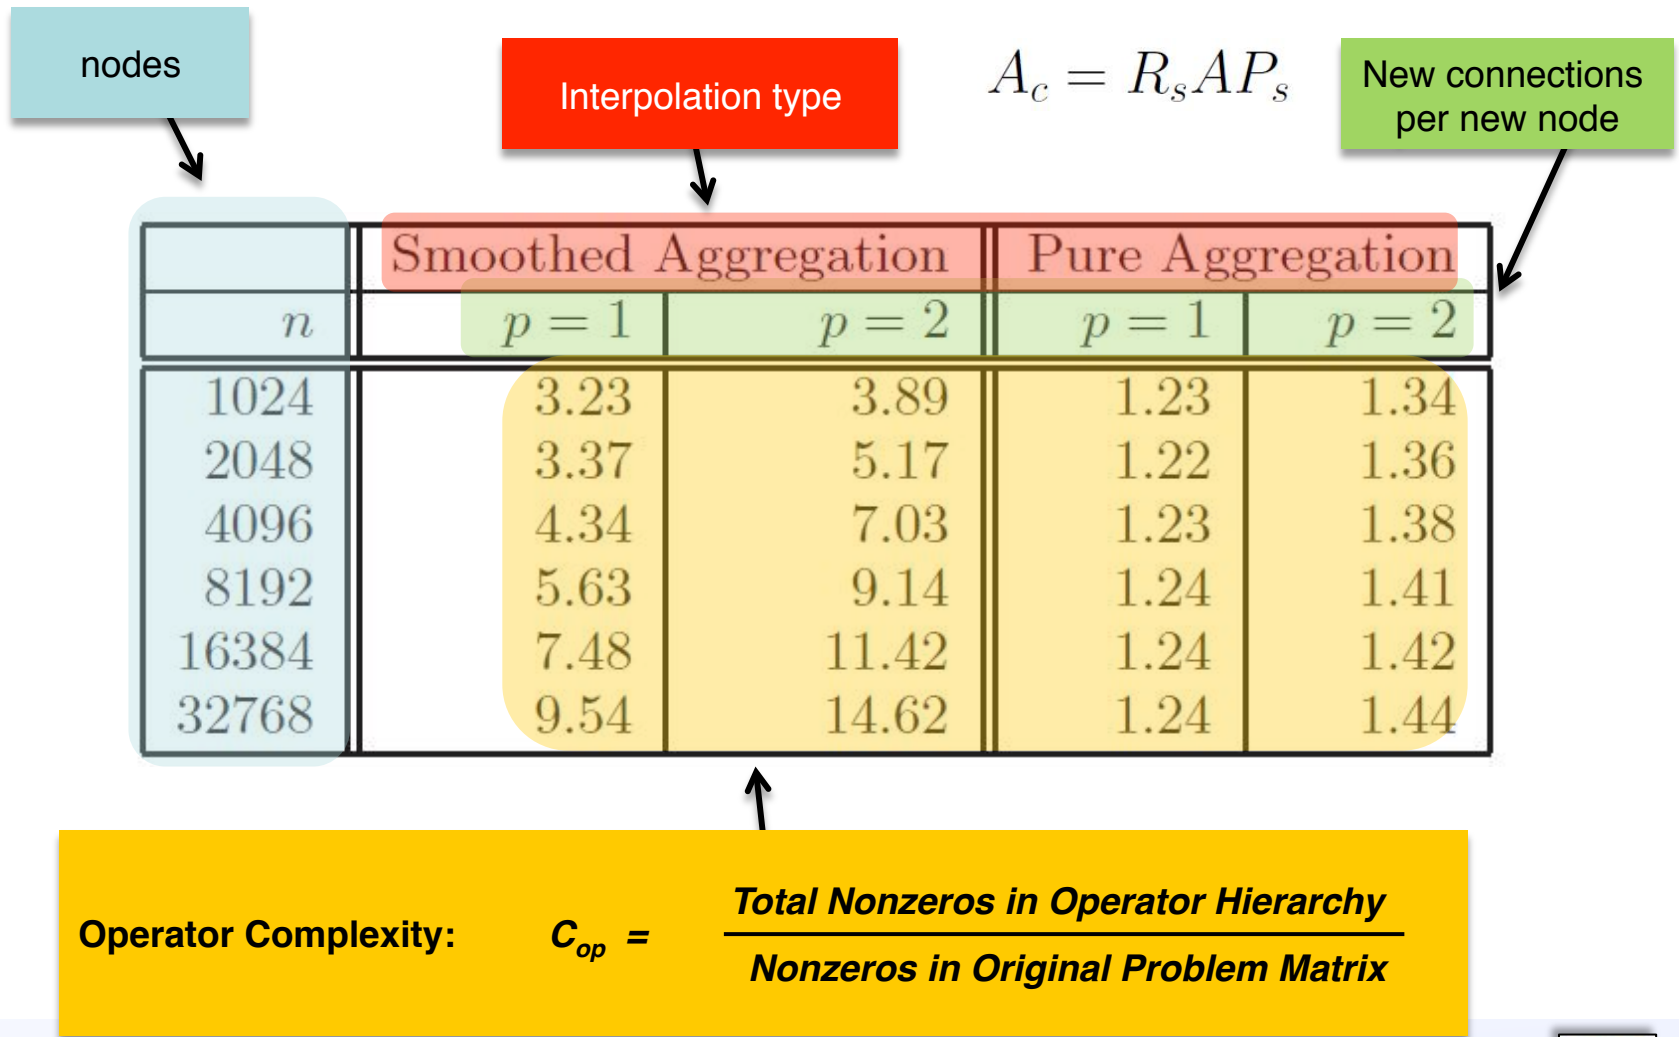 nodes
Interpolation type
A_c = R_s A P_s
New connections
per new node
Smoothed Aggregation Pure Aggregation
n p = 1 p = 2 p = 1 p = 2
1024 3.23 3.89 1.23 1.34
2048 3.37 5.17 1.22 1.36
4096 4.34 7.03 1.23 1.38
8192 5.63 9.14 1.24 1.41
16384 7.48 11.42 1.24 1.42
32768 9.54 14.62 1.24 1.44
Total Nonzeros in Operator Hierarchy
Operator Complexity: C_op =
Nonzeros in Original Problem Matrix